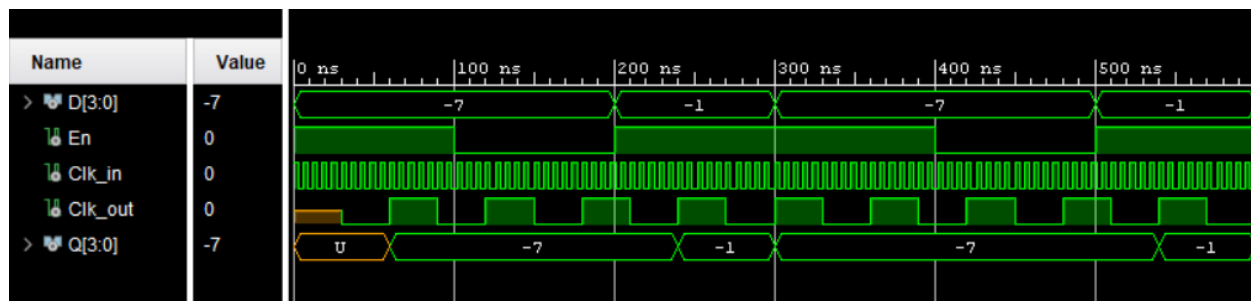 Name Value 0 ns 100 ns 200 ns 300 ns 400 ns 500 ns
D[3:0] -7 -7 -1 -7 -1
En 0
Clk_in 0
Clk_out 0
Q[3:0] -7 U -7 -1 -7 -1